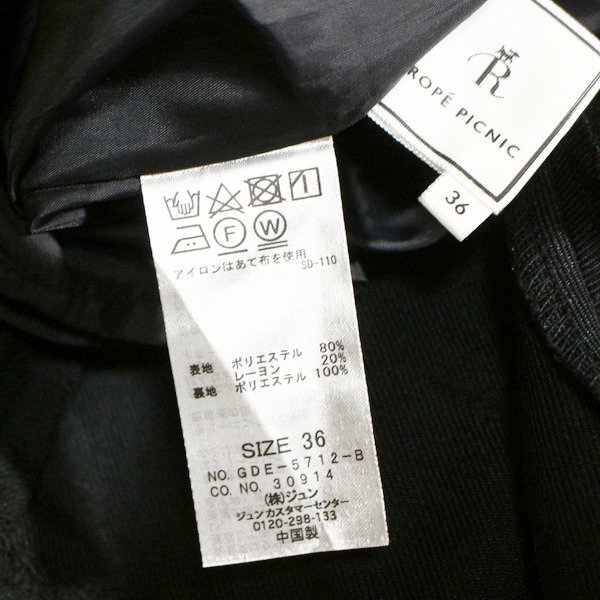 R
ROPÉ PICNIC
36
F
W
アイロンはあて布を使用
SD-110
表地 ポリエステル 80%
レーヨン 20%
裏地 ポリエステル 100%
SIZE 36
NO. GDE-5712-B
CO. NO. 30914
(株)ジュン
ジュンカスタマーセンター
0120-298-133
中国製